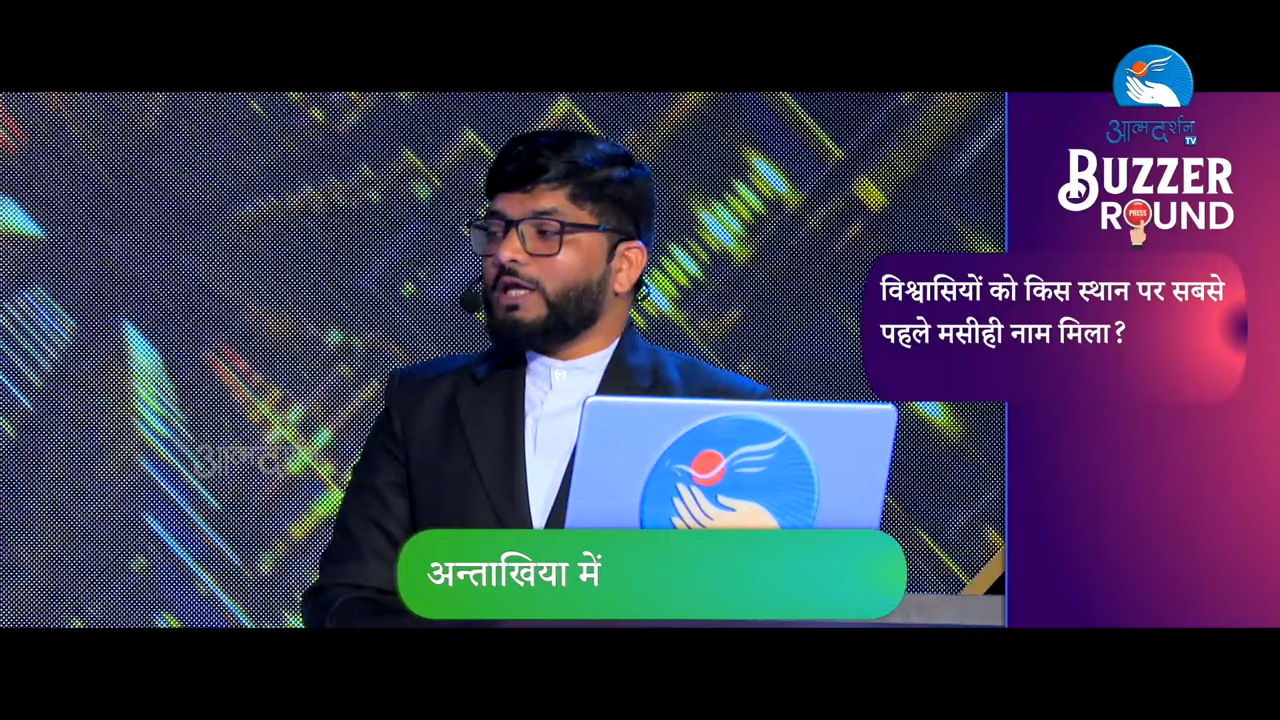 आत्मदर्शन
TV
BUZZER
ROUND
PRESS
विश्वासियों को किस स्थान पर सबसे
पहले मसीही नाम मिला?
अन्ताखिया में